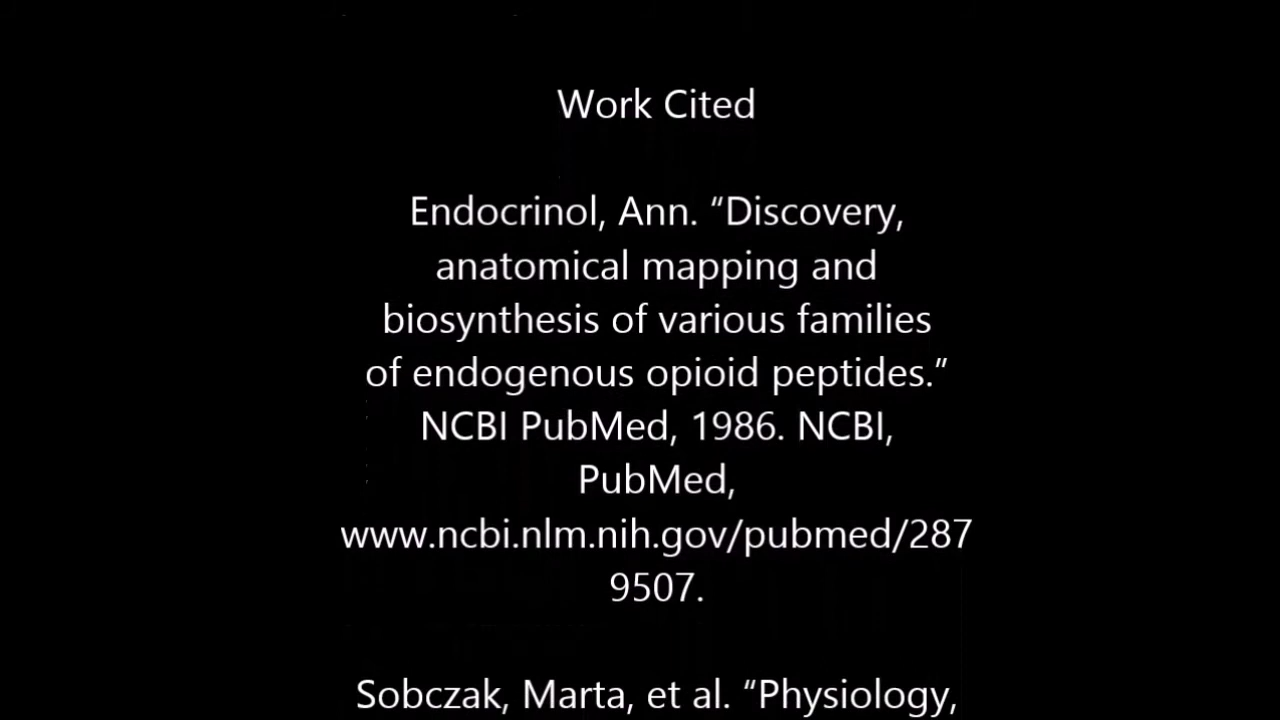 Work Cited
Endocrinol, Ann. “Discovery,
anatomical mapping and
biosynthesis of various families
of endogenous opioid peptides.”
NCBI PubMed, 1986. NCBI,
PubMed,
www.ncbi.nlm.nih.gov/pubmed/287
9507.
Sobczak, Marta, et al. “Physiology,